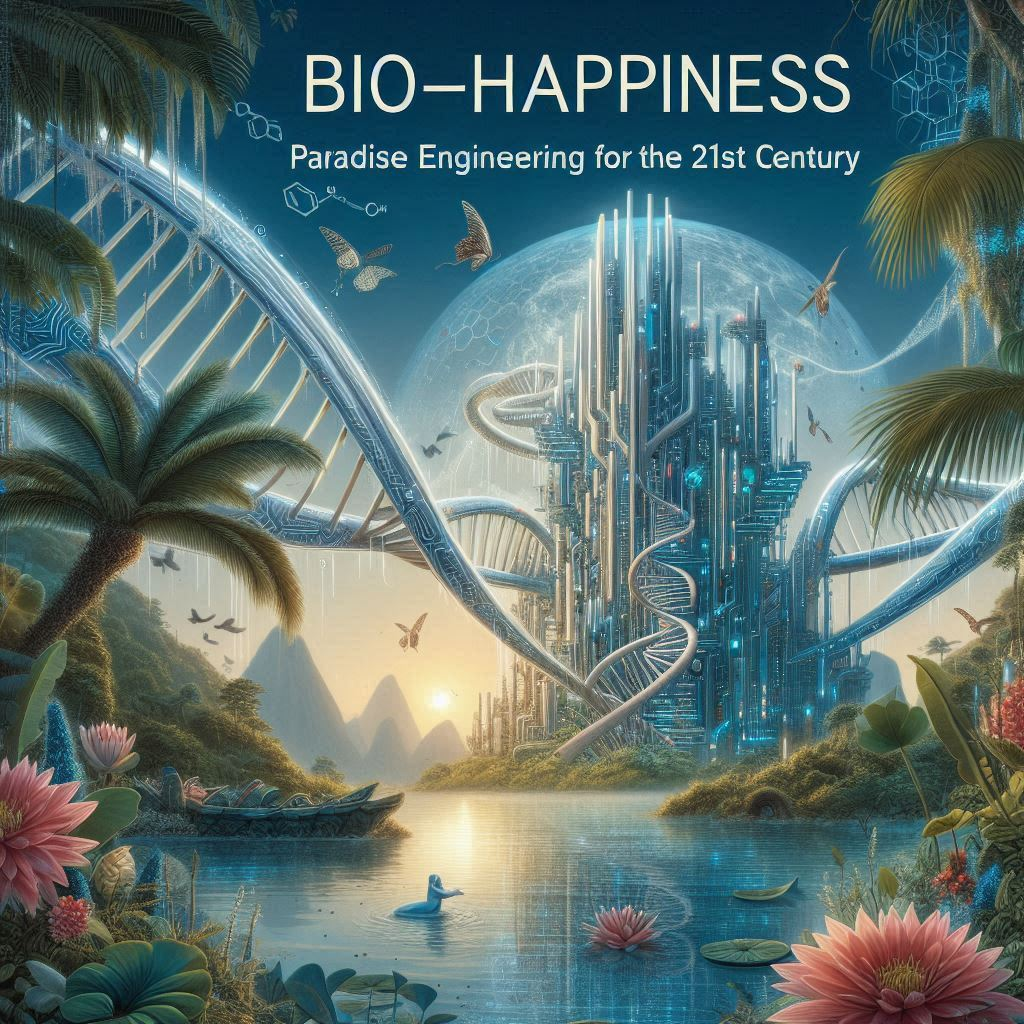 BIO–HAPPINESS
Paradise Engineering for the 21st Century